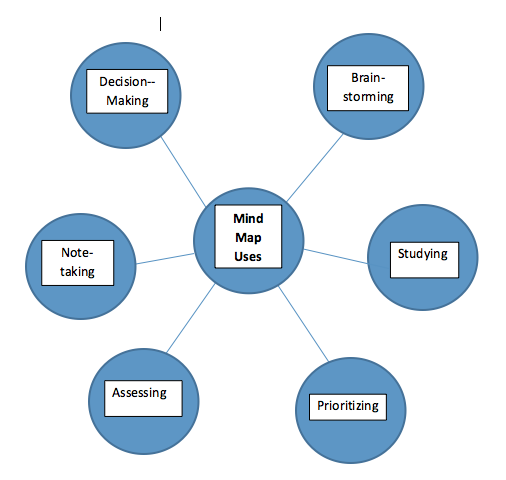 Decision--
Making
Brain-
storming
Mind
Map
Uses
Note-
taking
Studying
Assessing
Prioritizing